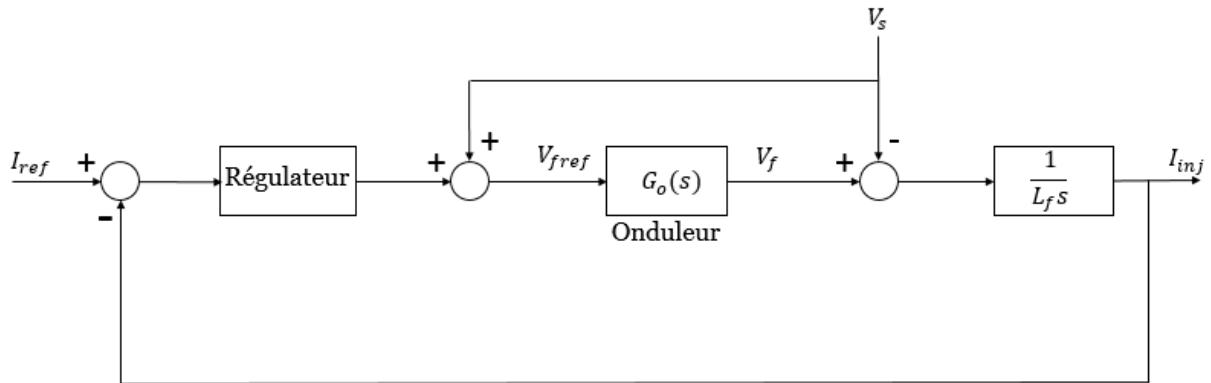 V_s
+
-
I_ref
+
Régulateur
+
V_fref
G_o(s)
V_f
+
1
L_f s
I_inj
-
Onduleur